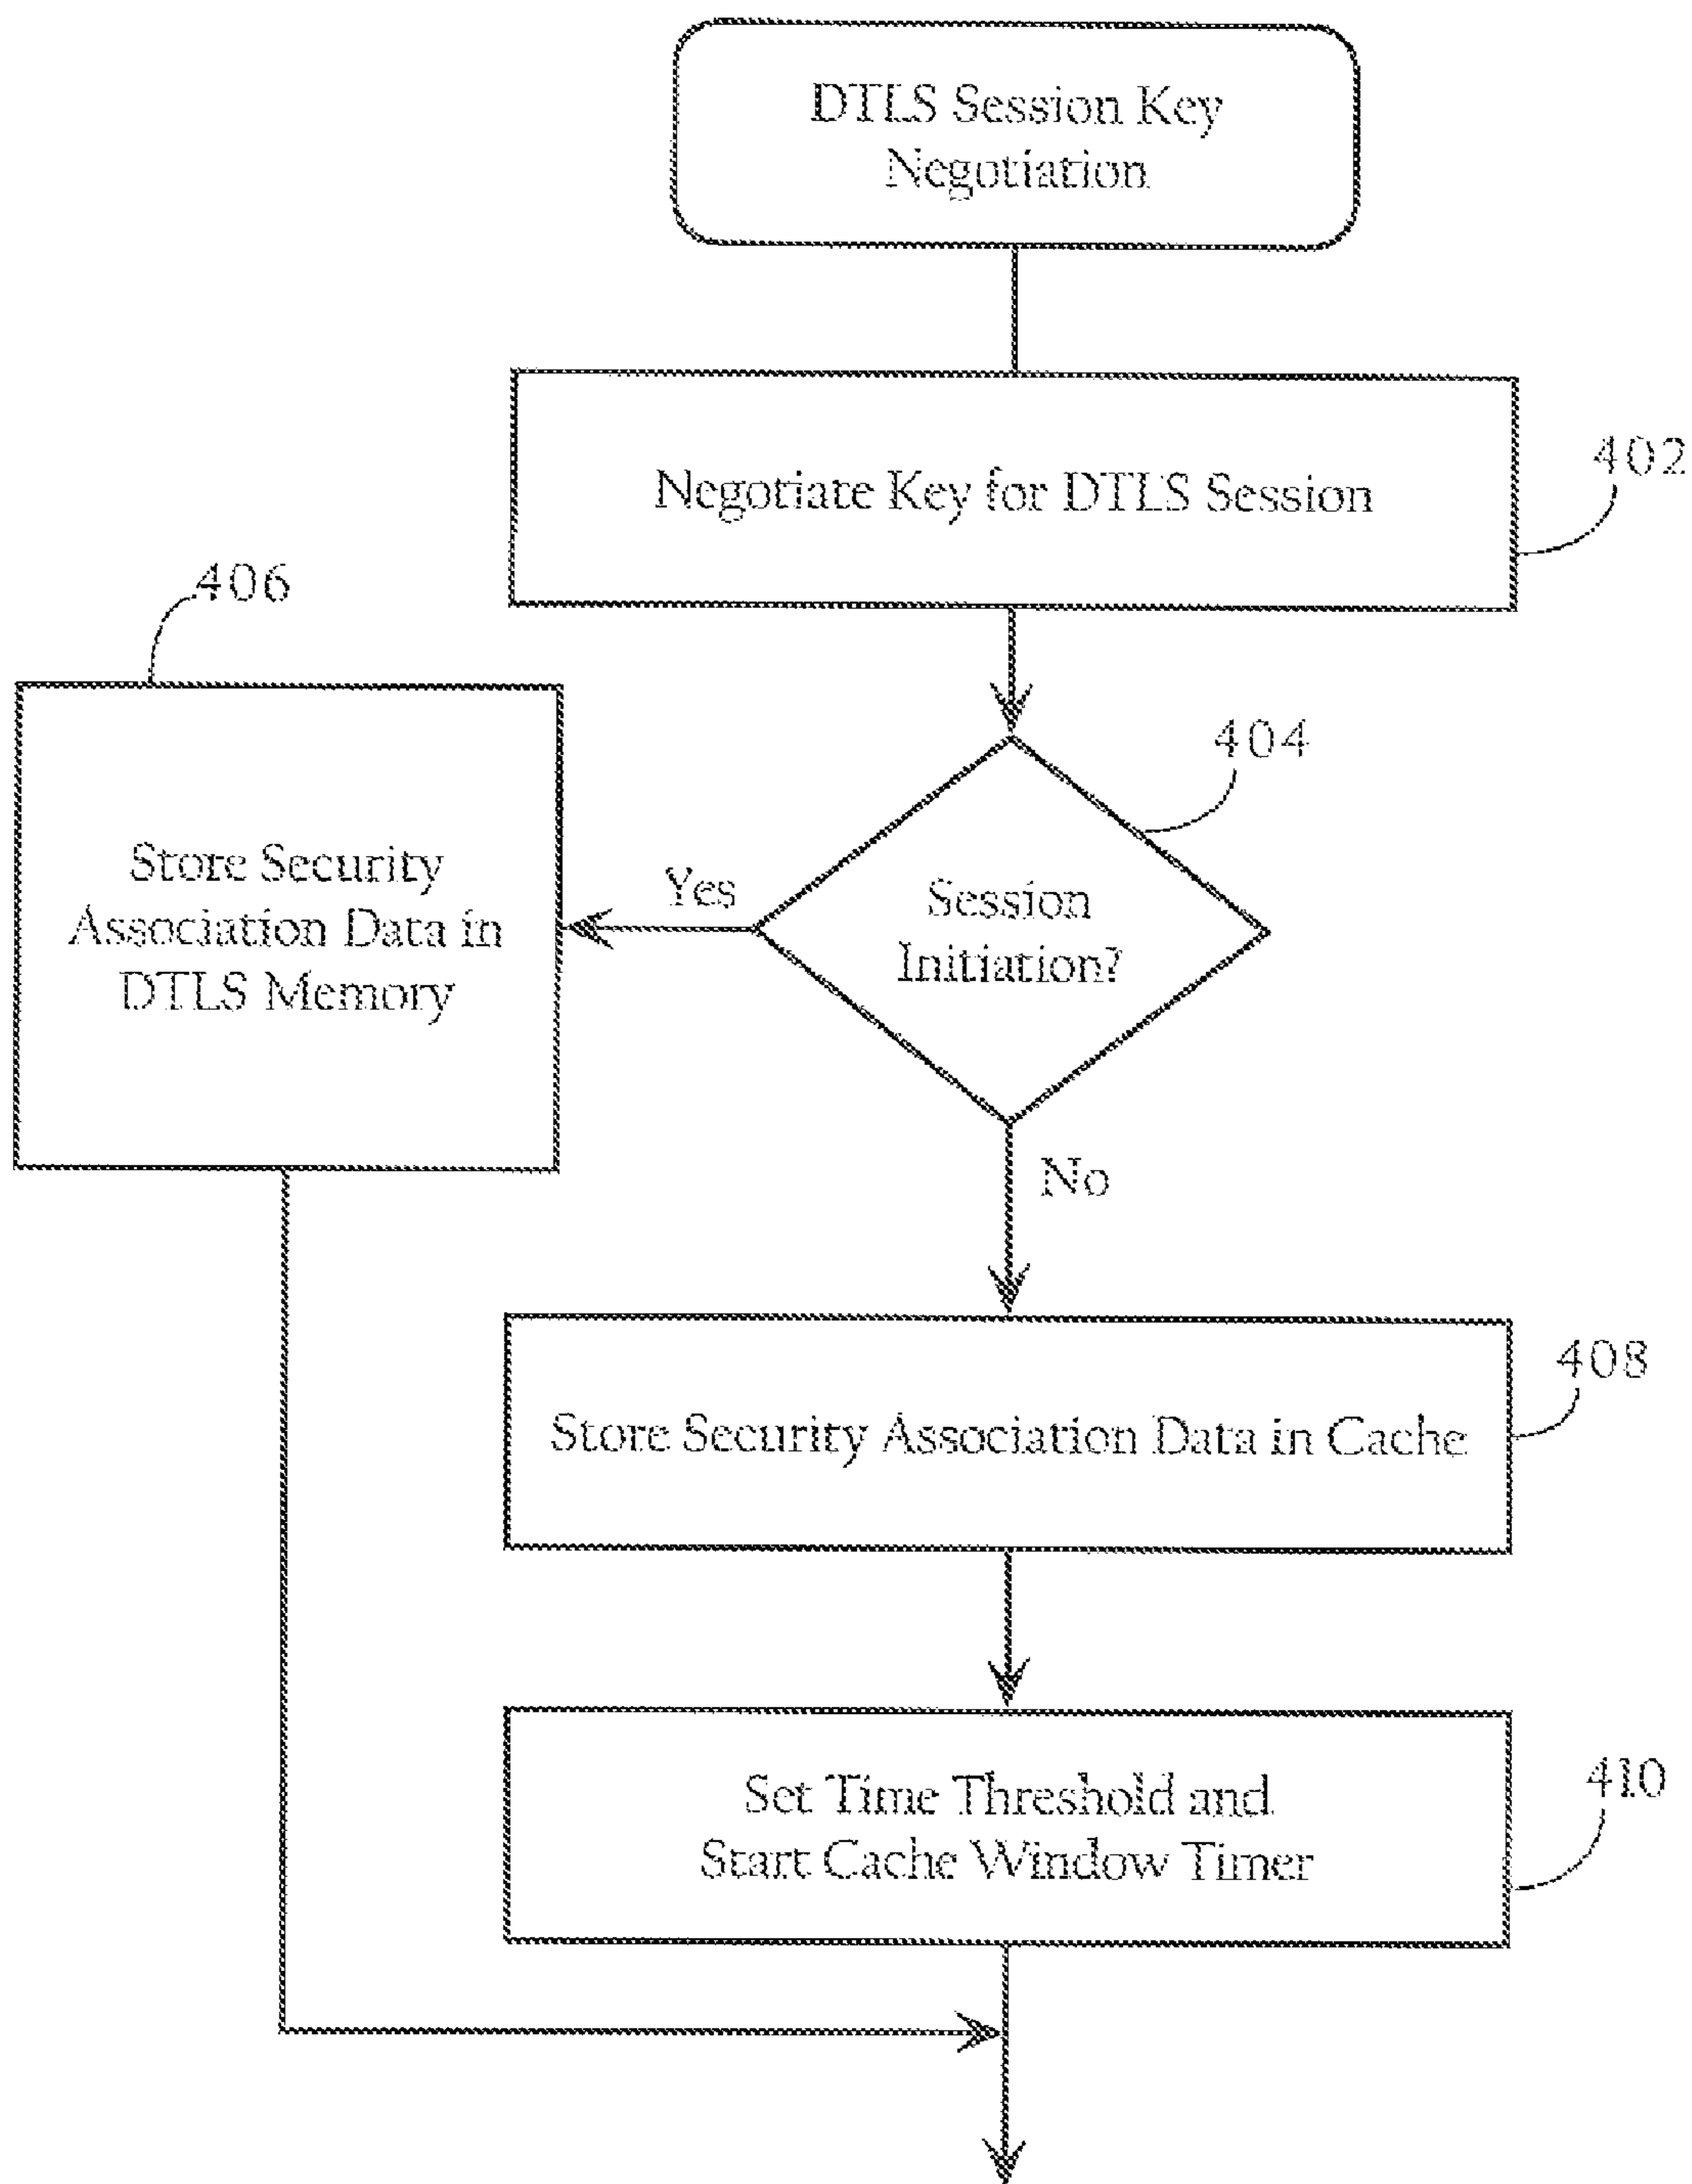 DTLS Session Key
Negotiation
Negotiate Key for DTLS Session
402
406
404
Store Security
Association Data in
DTLS Memory
Yes
Session
Initiation?
No
408
Store Security Association Data in Cache
410
Set Time Threshold and
Start Cache Window Timer